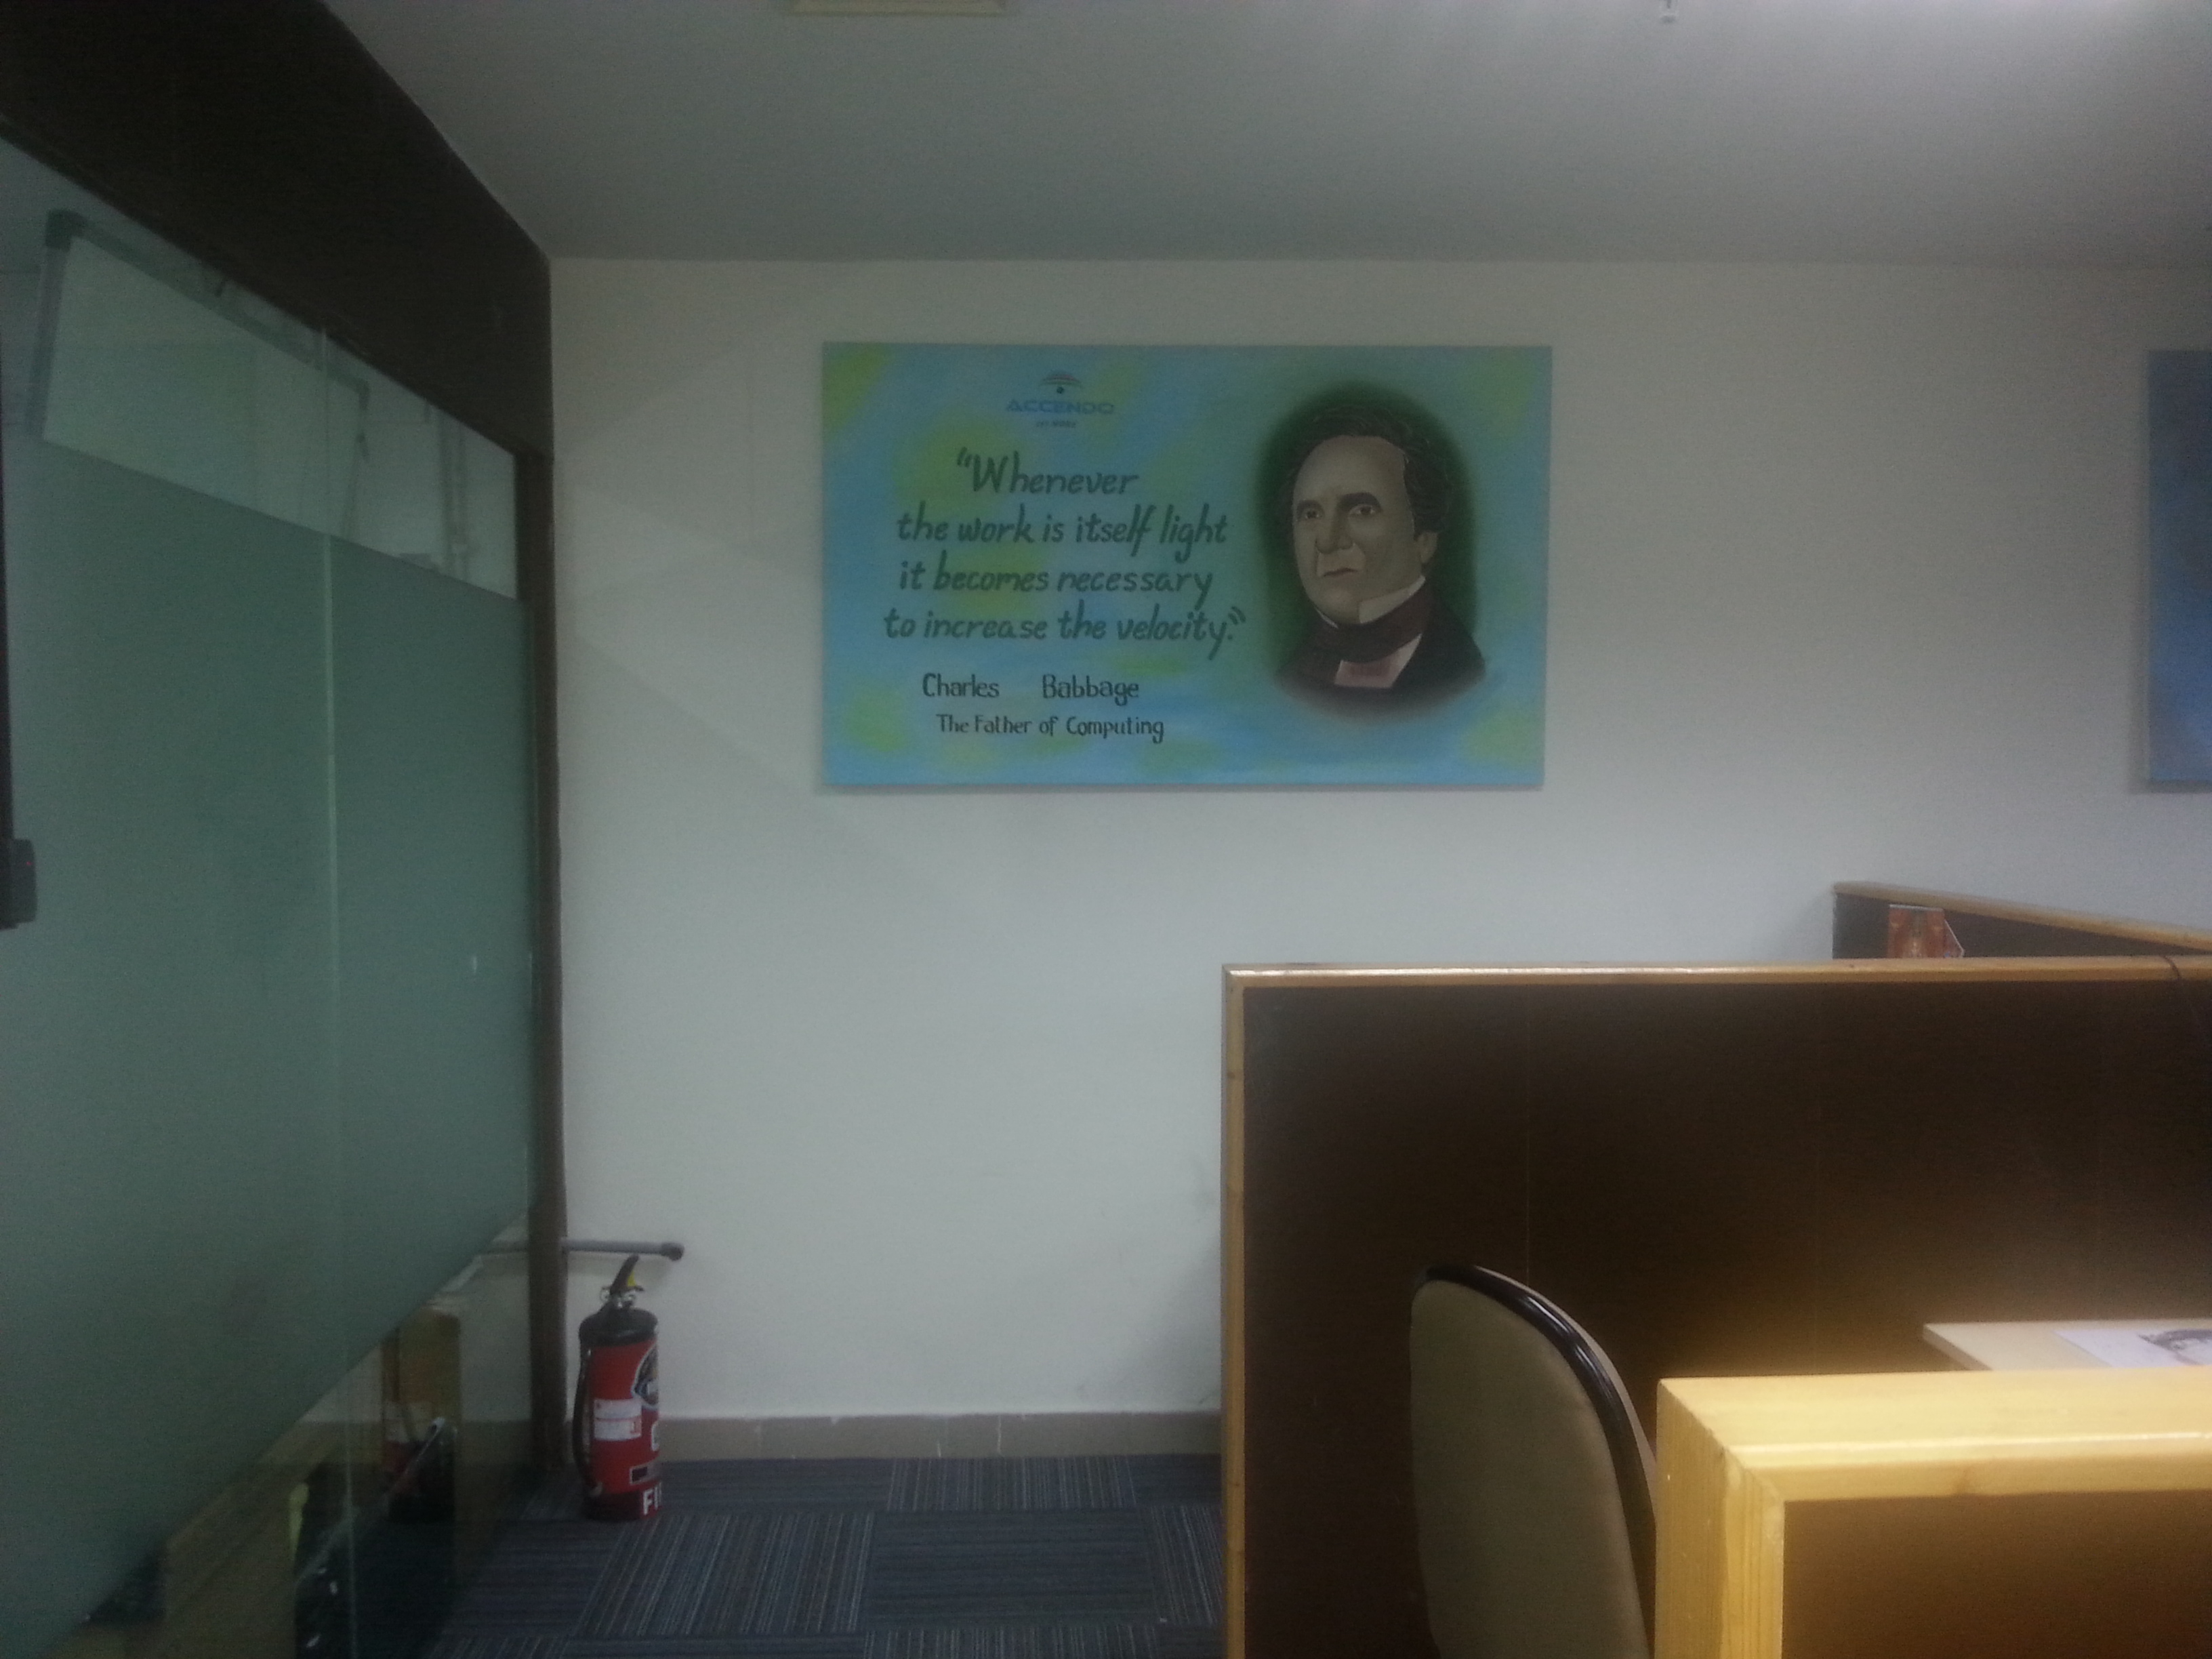 ACCENDO
“Whenever
the work is itself light
it becomes necessary
to increase the velocity.”
Charles Babbage
The Father of Computing